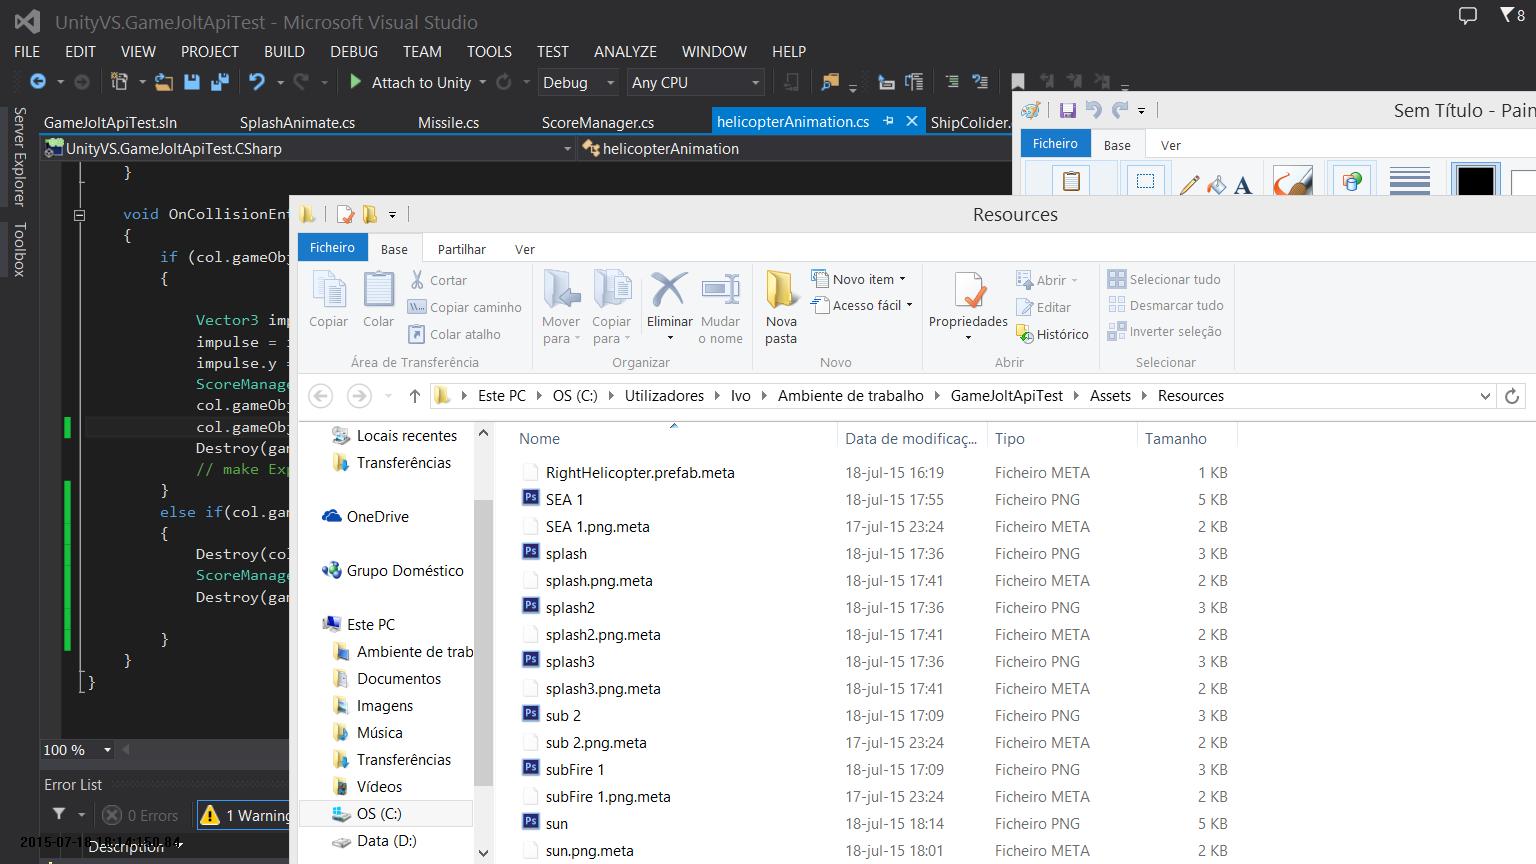 UnityVS.GameJoltApiTest - Microsoft Visual Studio
8
FILE EDIT VIEW PROJECT BUILD DEBUG TEAM TOOLS TEST ANALYZE WINDOW HELP
Attach to Unity Debug Any CPU
Server Explorer
Toolbox
GameJoltApiTest.sln SplashAnimate.cs Missile.cs ScoreManager.cs helicopterAnimation.cs ShipColider.
UnityVS.GameJoltApiTest.CSharp helicopterAnimation
}
void OnCollisionEnt
{
if (col.gameObj
{
Vector3 imp
impulse =
impulse.y =
ScoreManage
col.gameObj
col.gameObj
Destroy(gam
// make Exp
}
else if(col.gam
{
Destroy(col
ScoreManage
Destroy(gam
}
}
}
100 %
Error List
0 Errors 1 Warning
Description
2015-07-18 18:14:150.84
Sem Título - Pain
Ficheiro Base Ver
A
Resources
Ficheiro Base Partilhar Ver
Copiar Colar Cortar
Copiar caminho
Colar atalho
Área de Transferência
Mover para Copiar para Eliminar Mudar o nome
Organizar
Nova pasta Novo item
Acesso fácil
Novo
Propriedades Abrir
Editar
Histórico
Abrir
Selecionar tudo
Desmarcar tudo
Inverter seleção
Selecionar
Este PC OS (C:) Utilizadores Ivo Ambiente de trabalho GameJoltApiTest Assets Resources
Locais recentes
Transferências
OneDrive
Grupo Doméstico
Este PC
Ambiente de trab
Documentos
Imagens
Música
Transferências
Vídeos
OS (C:)
Data (D:)
Nome Data de modificaç... Tipo Tamanho
RightHelicopter.prefab.meta 18-jul-15 16:19 Ficheiro META 1 KB
SEA 1 18-jul-15 17:55 Ficheiro PNG 5 KB
SEA 1.png.meta 17-jul-15 23:24 Ficheiro META 2 KB
splash 18-jul-15 17:36 Ficheiro PNG 3 KB
splash.png.meta 18-jul-15 17:41 Ficheiro META 2 KB
splash2 18-jul-15 17:36 Ficheiro PNG 3 KB
splash2.png.meta 18-jul-15 17:41 Ficheiro META 2 KB
splash3 18-jul-15 17:36 Ficheiro PNG 3 KB
splash3.png.meta 18-jul-15 17:41 Ficheiro META 2 KB
sub 2 18-jul-15 17:09 Ficheiro PNG 3 KB
sub 2.png.meta 17-jul-15 23:24 Ficheiro META 2 KB
subFire 1 18-jul-15 17:09 Ficheiro PNG 3 KB
subFire 1.png.meta 17-jul-15 23:24 Ficheiro META 2 KB
sun 18-jul-15 18:14 Ficheiro PNG 5 KB
sun.png.meta 18-jul-15 18:01 Ficheiro META 2 KB